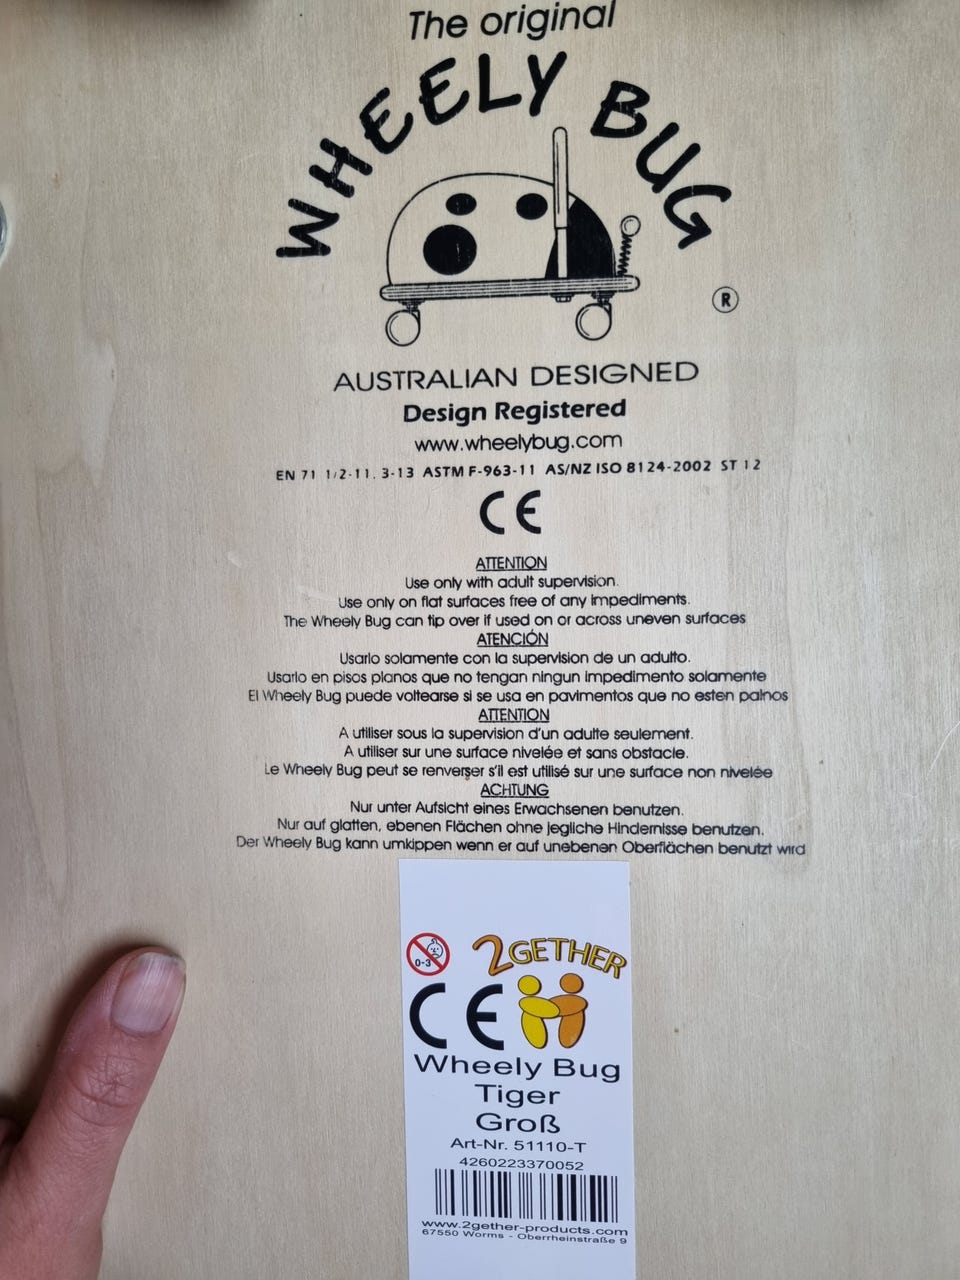 The original
WHEELY BUG
®
AUSTRALIAN DESIGNED
Design Registered
www.wheelybug.com
EN 71 1/2-11. 3-13 ASTM F-963-11 AS/NZ ISO 8124-2002 ST 12
CE
ATTENTION
Use only with adult supervision.
Use only on flat surfaces free of any impediments.
The Wheely Bug can tip over if used on or across uneven surfaces
ATENCIÓN
Usarlo solamente con la supervision de un adulto.
Usarlo en pisos planos que no tengan ningun impedimento solamente
El Wheely Bug puede voltearse si se usa en pavimentos que no esten palnos
ATTENTION
A utiliser sous la supervision d'un adulte seulement.
A utiliser sur une surface nivelée et sans obstacle.
Le Wheely Bug peut se renverser s'il est utilisé sur une surface non nivelée
ACHTUNG
Nur unter Aufsicht eines Erwachsenen benutzen.
Nur auf glatten, ebenen Flächen ohne jegliche Hindernisse benutzen.
Der Wheely Bug kann umkippen wenn er auf unebenen Oberflächen benutzt wird
0-3
2GETHER
CE
Wheely Bug
Tiger
Groß
Art-Nr. 51110-T
4260223370052
www.2gether-products.com
67550 Worms - Oberrheinstraße 9